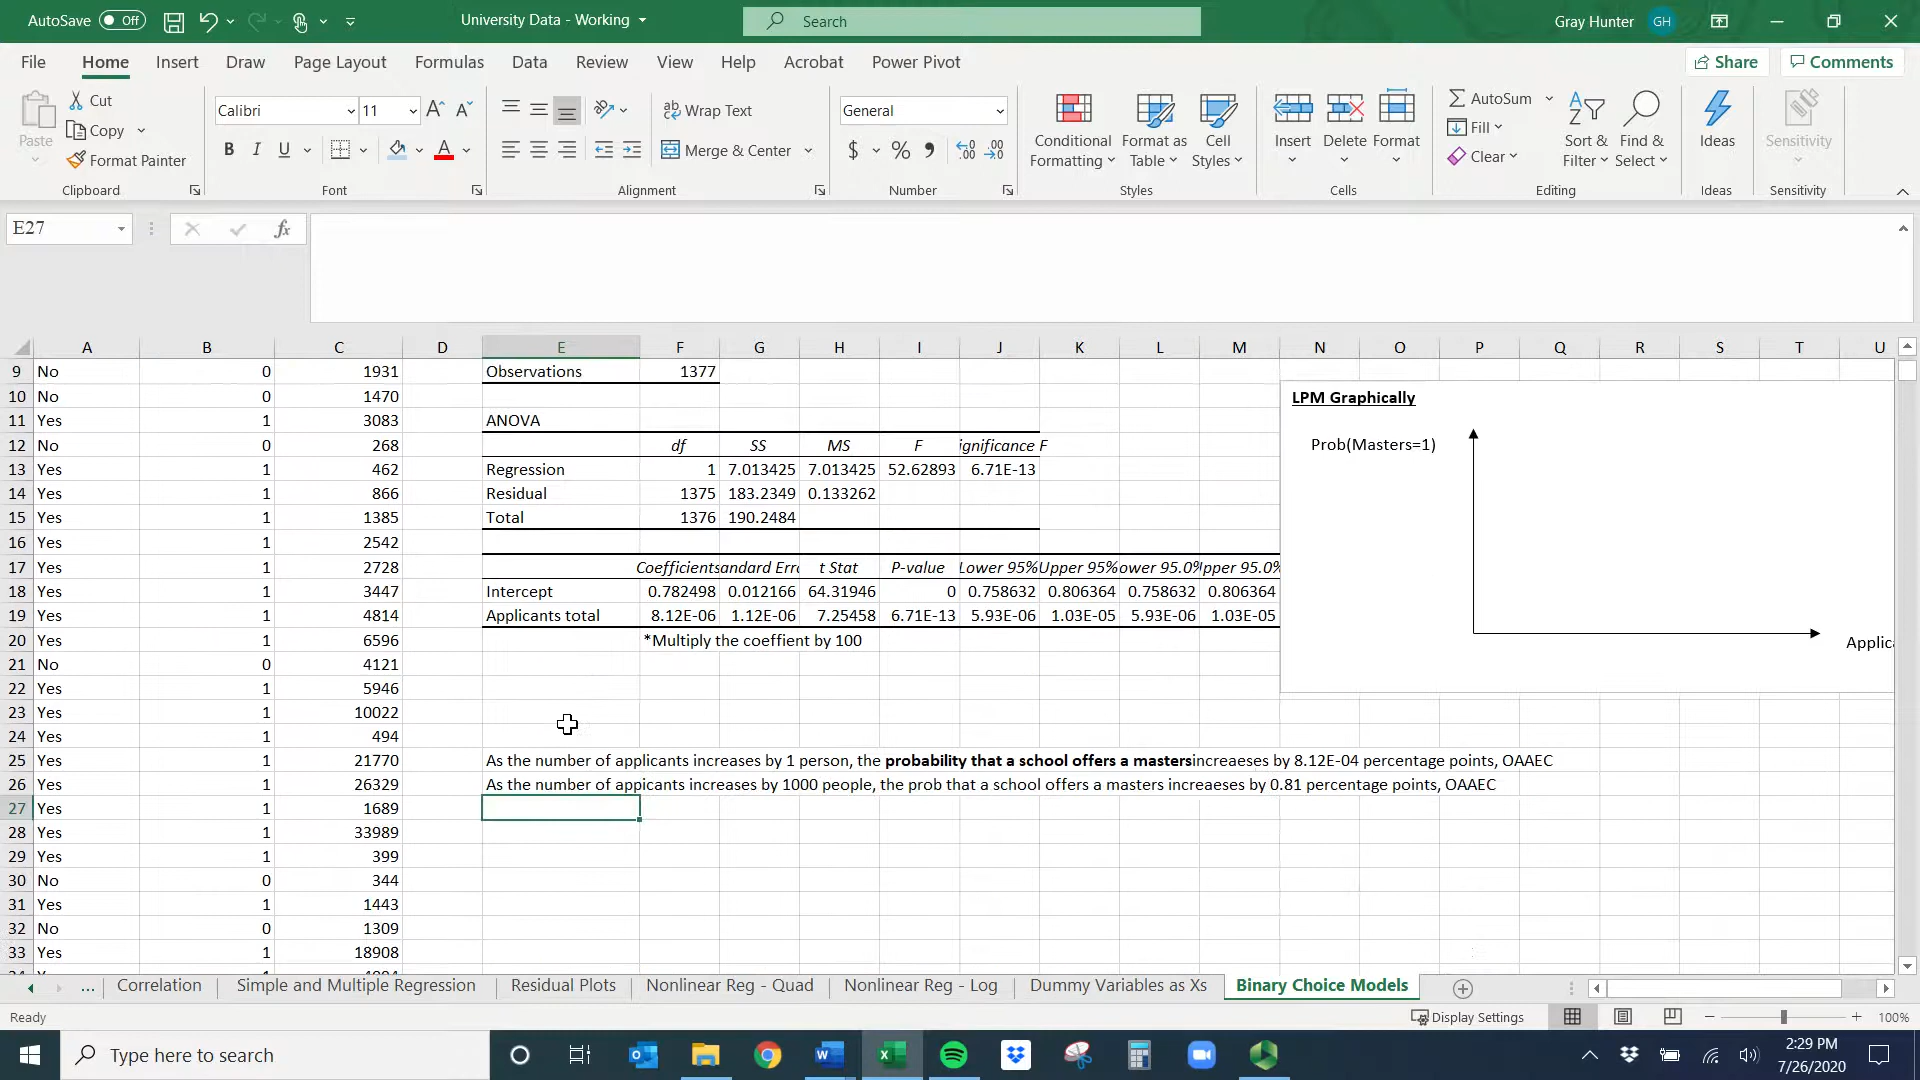 AutoSave Off University Data - Working Search Gray Hunter GH
File Home Insert Draw Page Layout Formulas Data Review View Help Acrobat Power Pivot Share Comments
Paste Cut Copy Format Painter Clipboard
Calibri 11 B I U A Font
Wrap Text Merge & Center Alignment
General $ % Number
Conditional Formatting Format as Table Cell Styles Styles
Insert Delete Format Cells
AutoSum Fill Clear Sort & Filter Find & Select Editing
Ideas Ideas
Sensitivity Sensitivity
E27 fx
A B C D E F G H I J K L M N O P Q R S T U
9 No 0 1931 Observations 1377
LPM Graphically
10 No 0 1470
11 Yes 1 3083 ANOVA
12 No 0 268 df SS MS F ignificance F
Prob(Masters=1)
13 Yes 1 462 Regression 1 7.013425 7.013425 52.62893 6.71E-13
14 Yes 1 866 Residual 1375 183.2349 0.133262
15 Yes 1 1385 Total 1376 190.2484
16 Yes 1 2542
17 Yes 1 2728 Coefficients andard Erro t Stat P-value Lower 95% Upper 95% ower 95.0% pper 95.0%
18 Yes 1 3447 Intercept 0.782498 0.012166 64.31946 0 0.758632 0.806364 0.758632 0.806364
19 Yes 1 4814 Applicants total 8.12E-06 1.12E-06 7.25458 6.71E-13 5.93E-06 1.03E-05 5.93E-06 1.03E-05
20 Yes 1 6596 *Multiply the coeffient by 100
Applica
21 No 0 4121
22 Yes 1 5946
23 Yes 1 10022
24 Yes 1 494
25 Yes 1 21770 As the number of applicants increases by 1 person, the probability that a school offers a mastersincreaeses by 8.12E-04 percentage points, OAAEC
26 Yes 1 26329 As the number of appicants increases by 1000 people, the prob that a school offers a masters increaeses by 0.81 percentage points, OAAEC
27 Yes 1 1689
28 Yes 1 33989
29 Yes 1 399
30 No 0 344
31 Yes 1 1443
32 No 0 1309
33 Yes 1 18908
... Correlation Simple and Multiple Regression Residual Plots Nonlinear Reg - Quad Nonlinear Reg - Log Dummy Variables as Xs Binary Choice Models
Ready Display Settings 100%
Type here to search 2:29 PM
7/26/2020